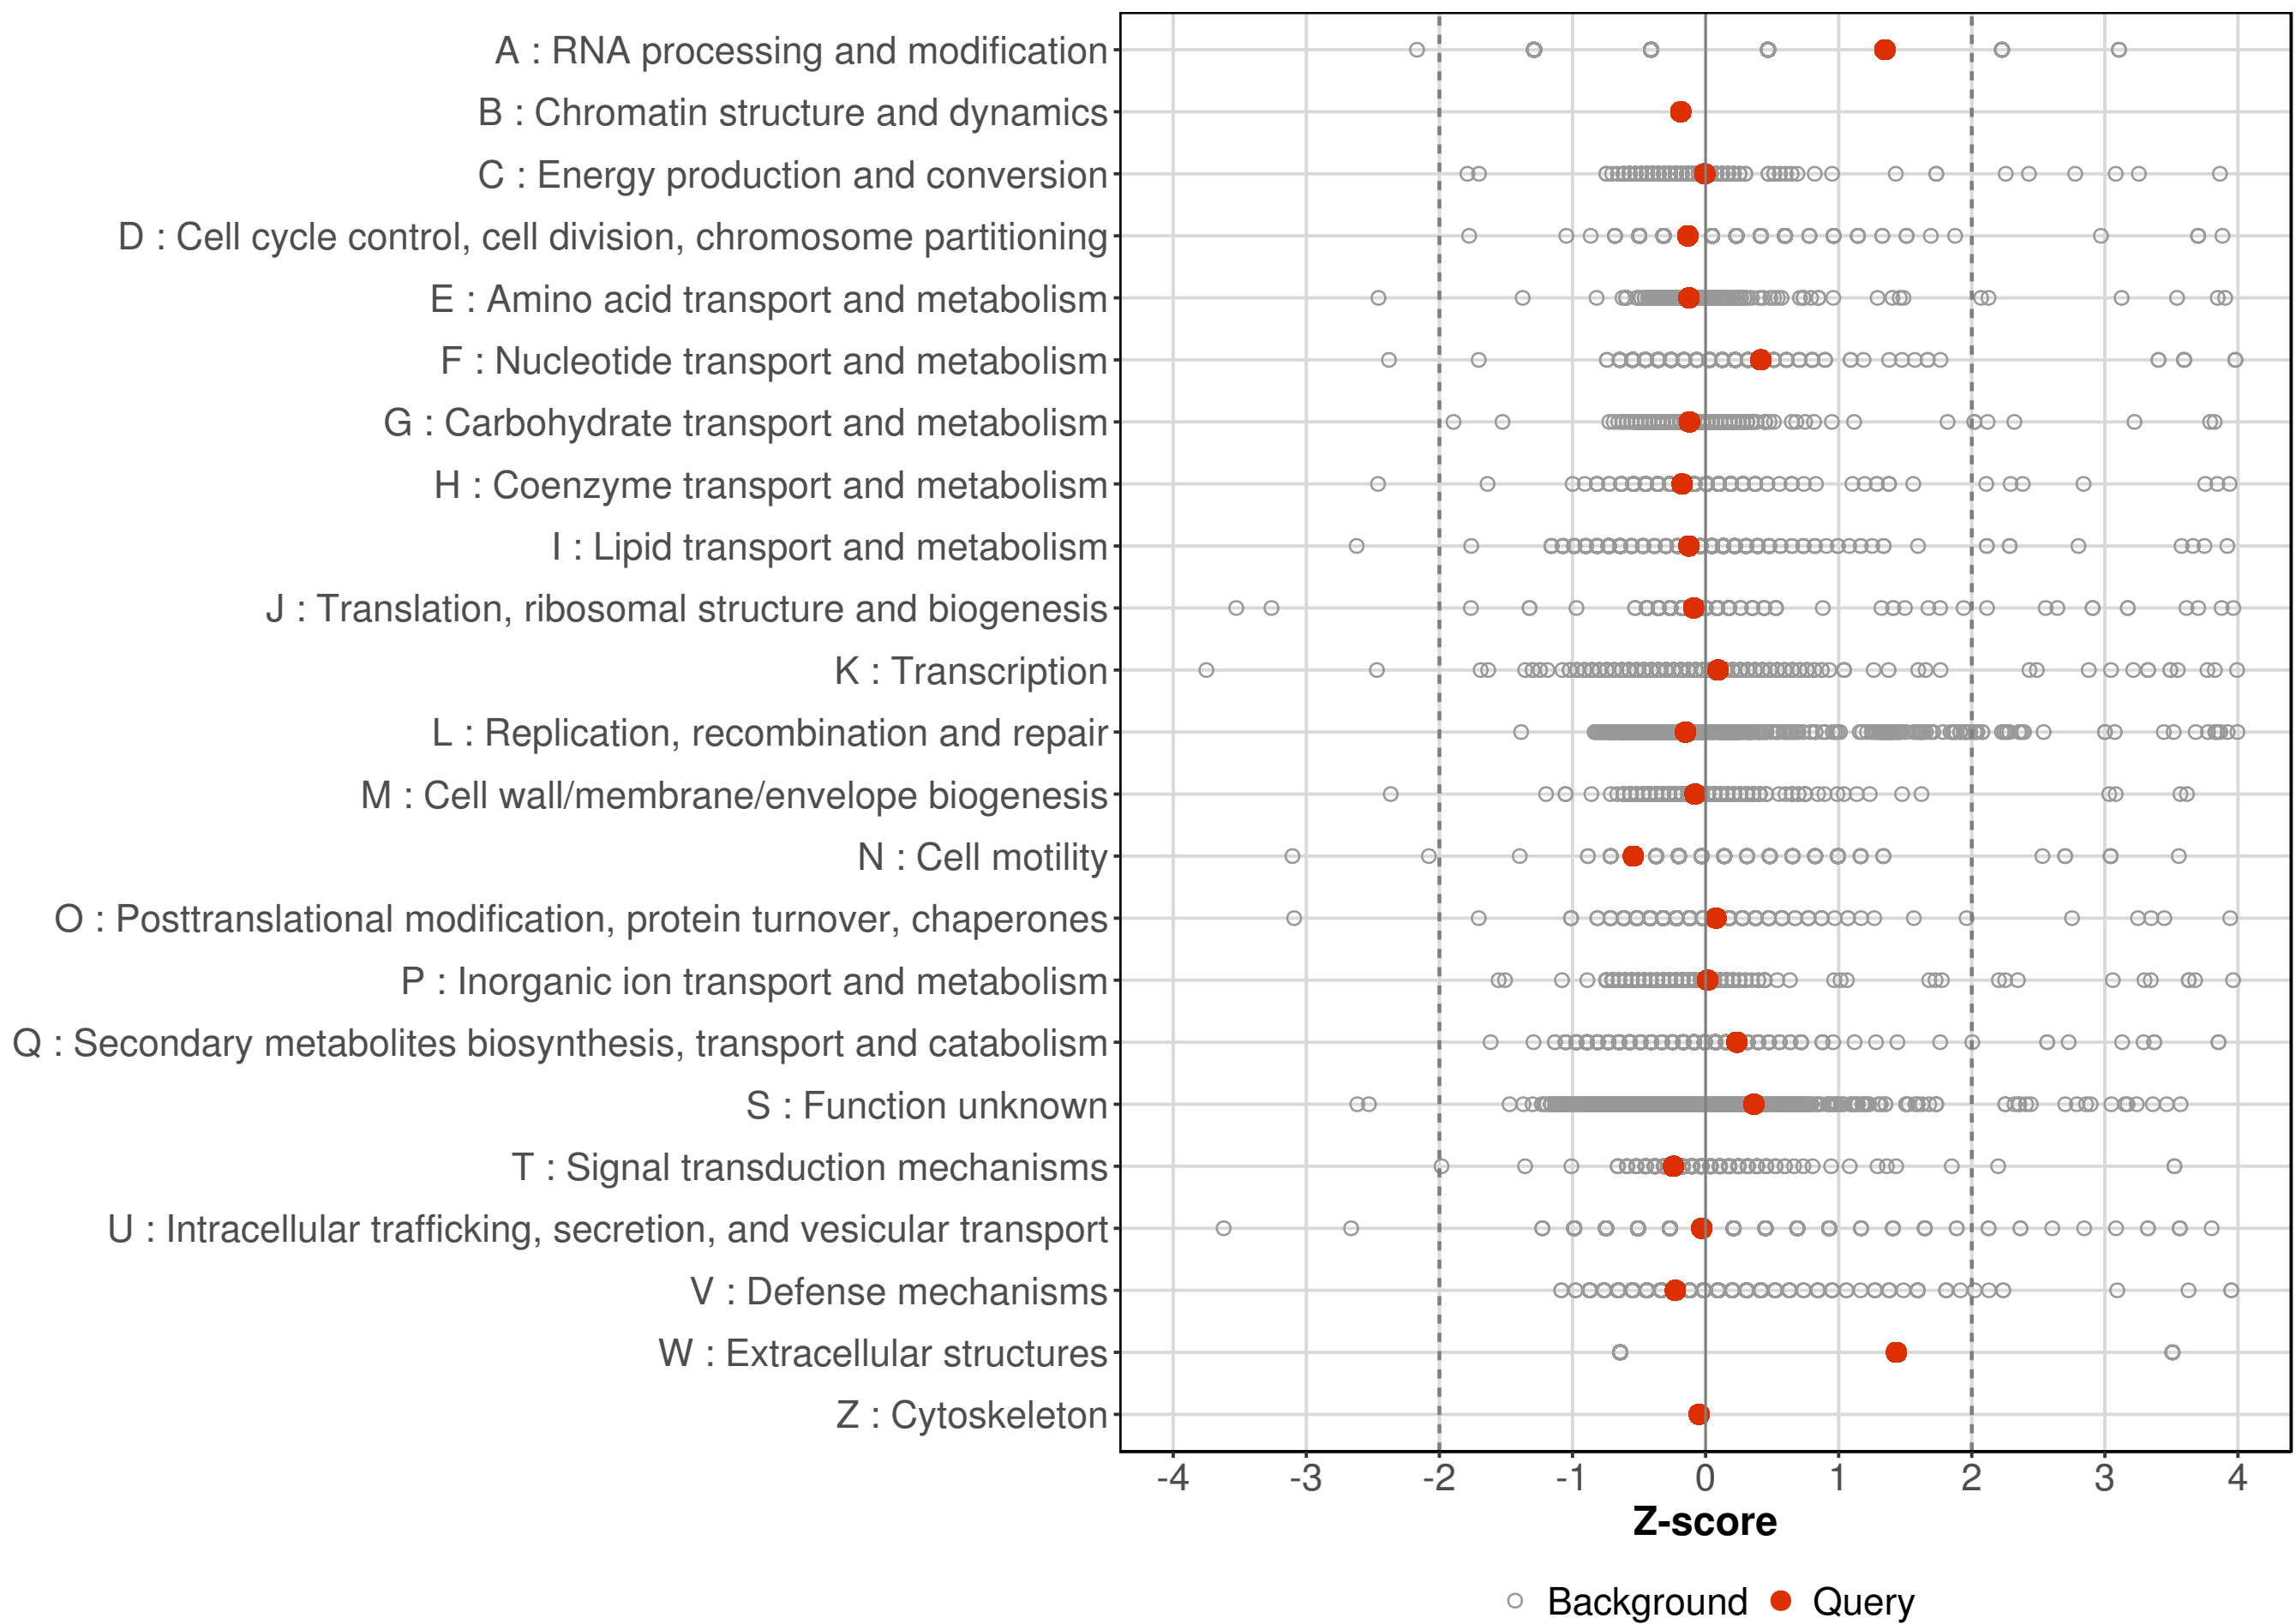 A : RNA processing and modification
B : Chromatin structure and dynamics
C : Energy production and conversion
D : Cell cycle control, cell division, chromosome partitioning
E : Amino acid transport and metabolism
F : Nucleotide transport and metabolism
G : Carbohydrate transport and metabolism
H : Coenzyme transport and metabolism
I : Lipid transport and metabolism
J : Translation, ribosomal structure and biogenesis
K : Transcription
L : Replication, recombination and repair
M : Cell wall/membrane/envelope biogenesis
N : Cell motility
O : Posttranslational modification, protein turnover, chaperones
P : Inorganic ion transport and metabolism
Q : Secondary metabolites biosynthesis, transport and catabolism
S : Function unknown
T : Signal transduction mechanisms
U : Intracellular trafficking, secretion, and vesicular transport
V : Defense mechanisms
W : Extracellular structures
Z : Cytoskeleton
-4 -3 -2 -1 0 1 2 3 4
Z-score
Background Query